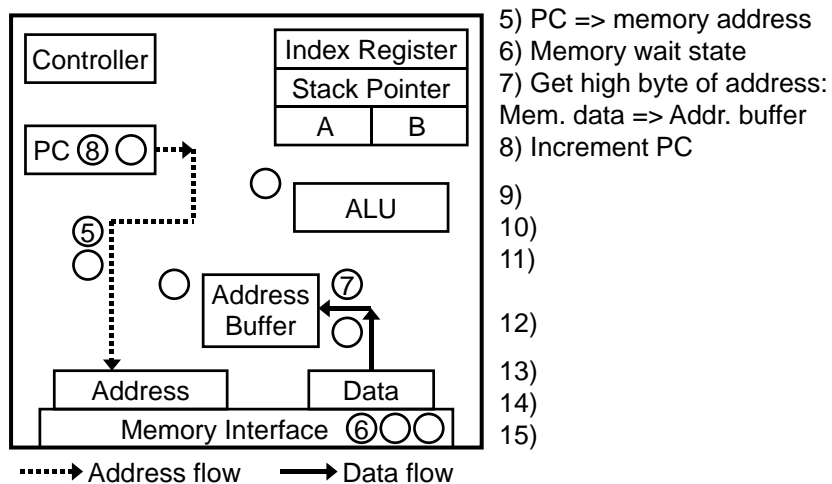 Controller
Index Register
Stack Pointer
A B
PC 8
ALU
5
7
Address
Buffer
Address
Data
Memory Interface 6
Address flow
Data flow
5) PC => memory address
6) Memory wait state
7) Get high byte of address:
Mem. data => Addr. buffer
8) Increment PC
9)
10)
11)
12)
13)
14)
15)